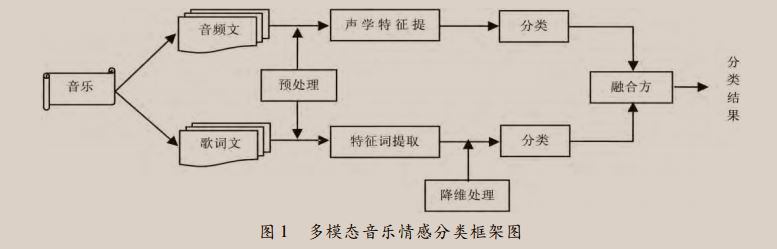 音乐
音频文
声学特征提
分类
预处理
融合方
分类结果
歌词文
特征词提取
分类
降维处理
图1 多模态音乐情感分类框架图